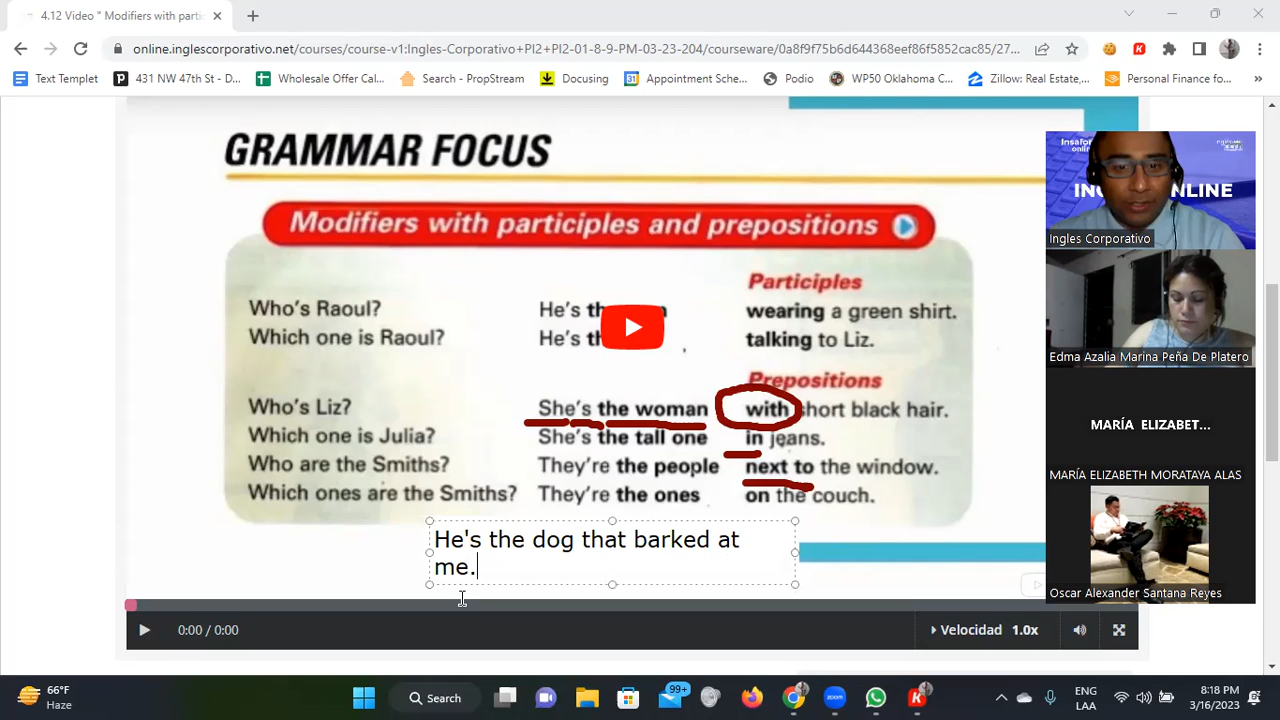 4.12 Video " Modifiers with parti
online.inglescorporativo.net/courses/course-v1:Ingles-Corporativo+PI2+PI2-01-8-9-PM-03-23-204/courseware/0a8f9f75b6d644368eef86f5852cac85/27...
Text Templet
431 NW 47th St - D...
Wholesale Offer Cal...
Search - PropStream
Docusing
Appointment Sche...
Podio
WP50 Oklahoma C...
Zillow: Real Estate,...
Personal Finance fo...
GRAMMAR FOCUS
Modifiers with participles and prepositions
Participles
Who's Raoul? He's wearing a green shirt.
Which one is Raoul? He's talking to Liz.
Prepositions
Who's Liz? She's the woman with short black hair.
Which one is Julia? She's the tall one in jeans.
Who are the Smiths? They're the people next to the window.
Which ones are the Smiths? They're the ones on the couch.
He's the dog that barked at
me.
0:00 / 0:00
Velocidad 1.0x
Insafor
online
ING ONLINE
Ingles Corporativo
Edma Azalia Marina Peña De Platero
MARÍA ELIZABET...
MARÍA ELIZABETH MORATAYA ALAS
Oscar Alexander Santana Reyes
66°F
Haze
Search
99+
ENG
LAA
8:18 PM
3/16/2023